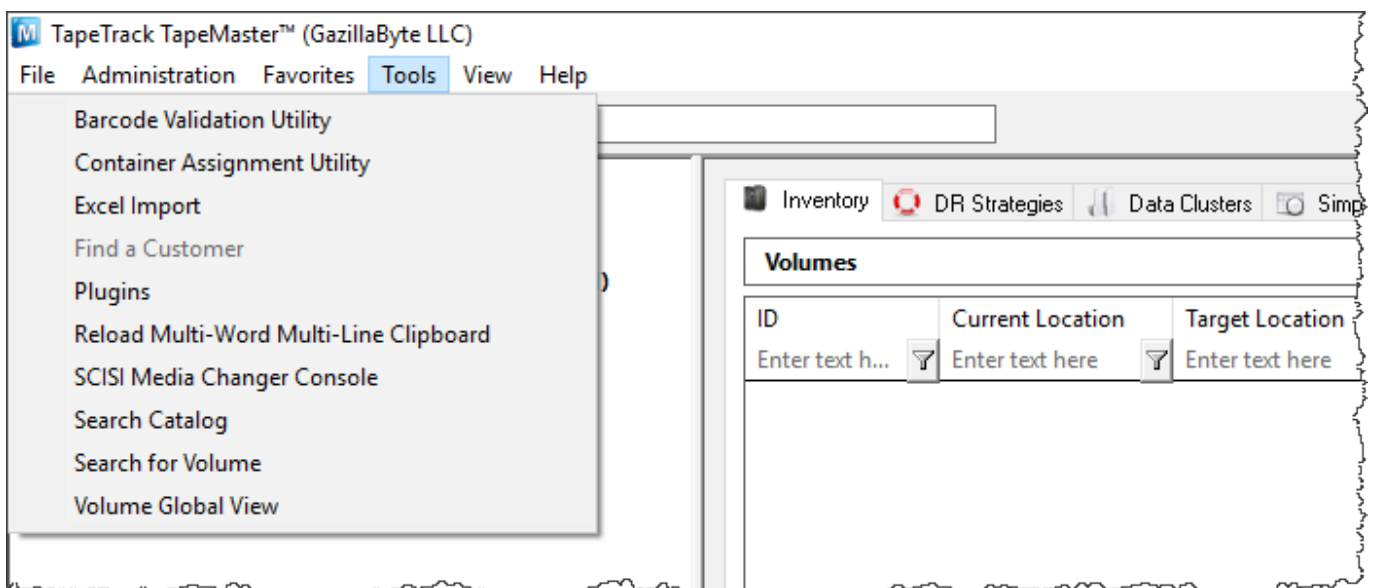 TapeTrack TapeMaster™ (GazillaByte LLC)
File Administration Favorites Tools View Help
Barcode Validation Utility
Container Assignment Utility
Excel Import
Find a Customer
Plugins
Reload Multi-Word Multi-Line Clipboard
SCISI Media Changer Console
Search Catalog
Search for Volume
Volume Global View
)
Inventory DR Strategies Data Clusters
Volumes
ID Current Location Target Location
Enter text h... Enter text here Enter text here